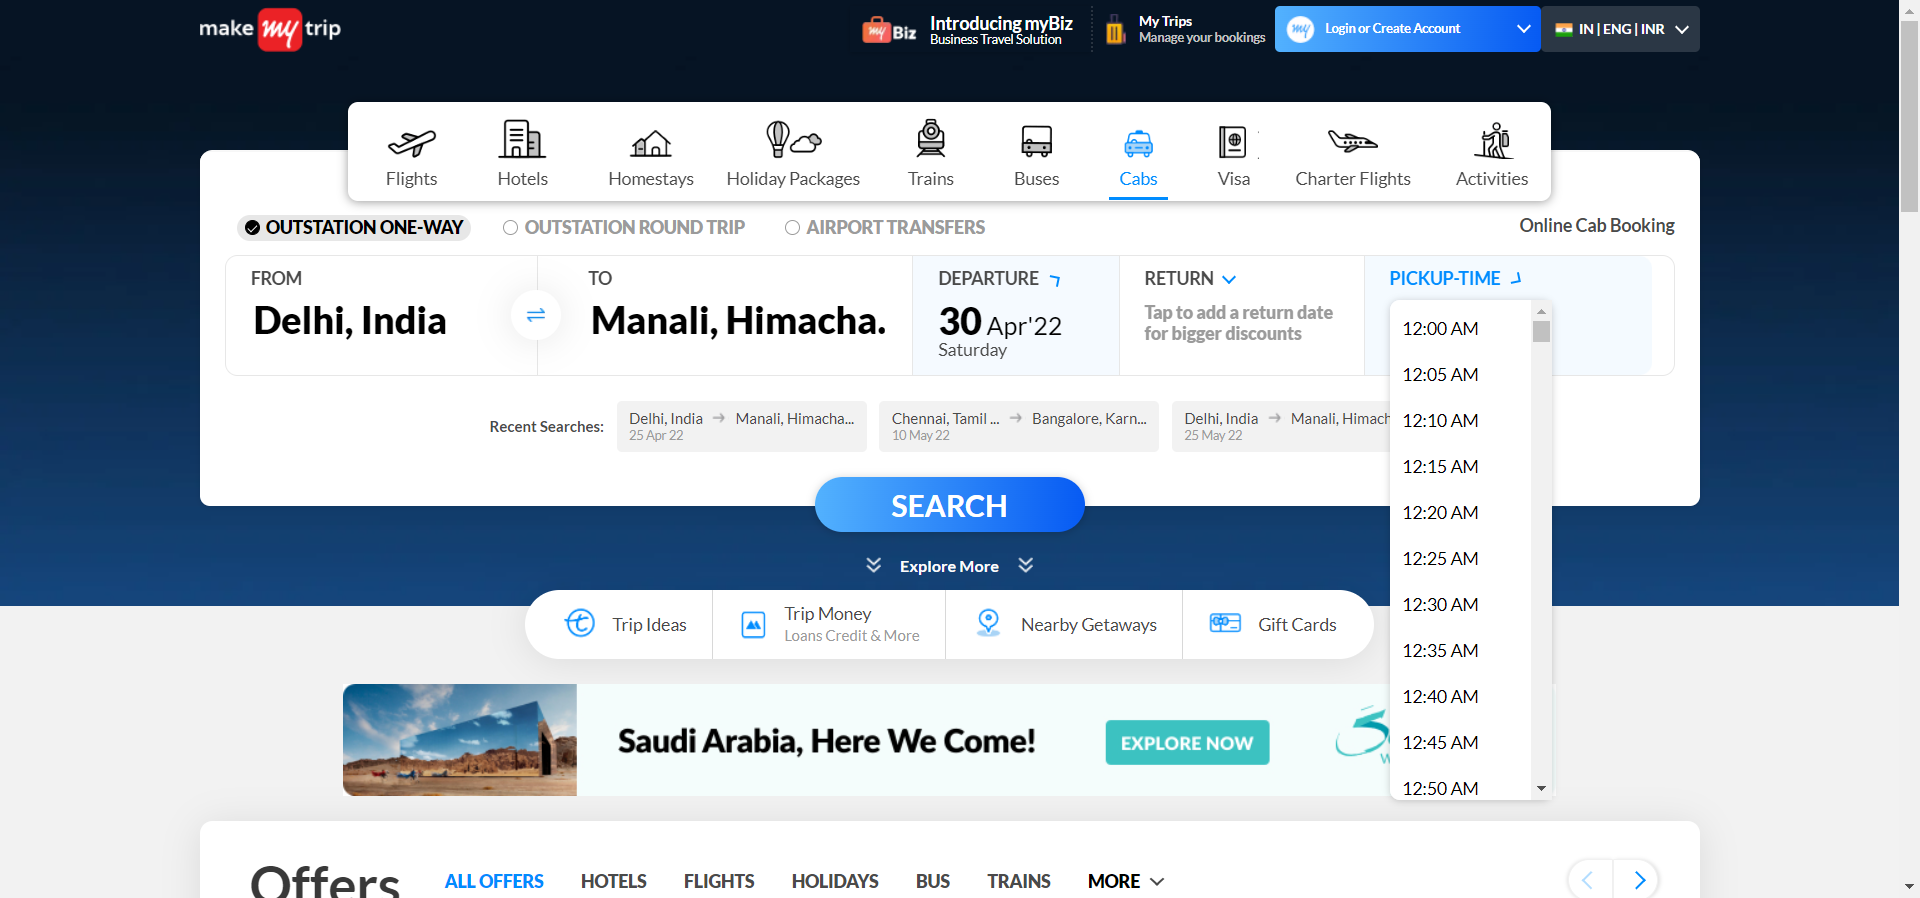 make my trip
my Biz
Introducing myBiz
Business Travel Solution
My Trips
Manage your bookings
my
Login or Create Account
IN | ENG | INR
Flights
Hotels
Homestays
Holiday Packages
Trains
Buses
Cabs
Visa
Charter Flights
Activities
OUTSTATION ONE-WAY
OUTSTATION ROUND TRIP
AIRPORT TRANSFERS
Online Cab Booking
FROM
Delhi, India
TO
Manali, Himacha.
DEPARTURE
30 Apr'22
Saturday
RETURN
Tap to add a return date
for bigger discounts
PICKUP-TIME
12:00 AM
12:05 AM
12:10 AM
12:15 AM
12:20 AM
12:25 AM
12:30 AM
12:35 AM
12:40 AM
12:45 AM
12:50 AM
Recent Searches:
Delhi, India → Manali, Himacha...
25 Apr 22
Chennai, Tamil ... → Bangalore, Karn...
10 May 22
Delhi, India → Manali, Himach
25 May 22
SEARCH
Explore More
Trip Ideas
Trip Money
Loans Credit & More
Nearby Getaways
Gift Cards
Saudi Arabia, Here We Come!
EXPLORE NOW
Offers
ALL OFFERS
HOTELS
FLIGHTS
HOLIDAYS
BUS
TRAINS
MORE